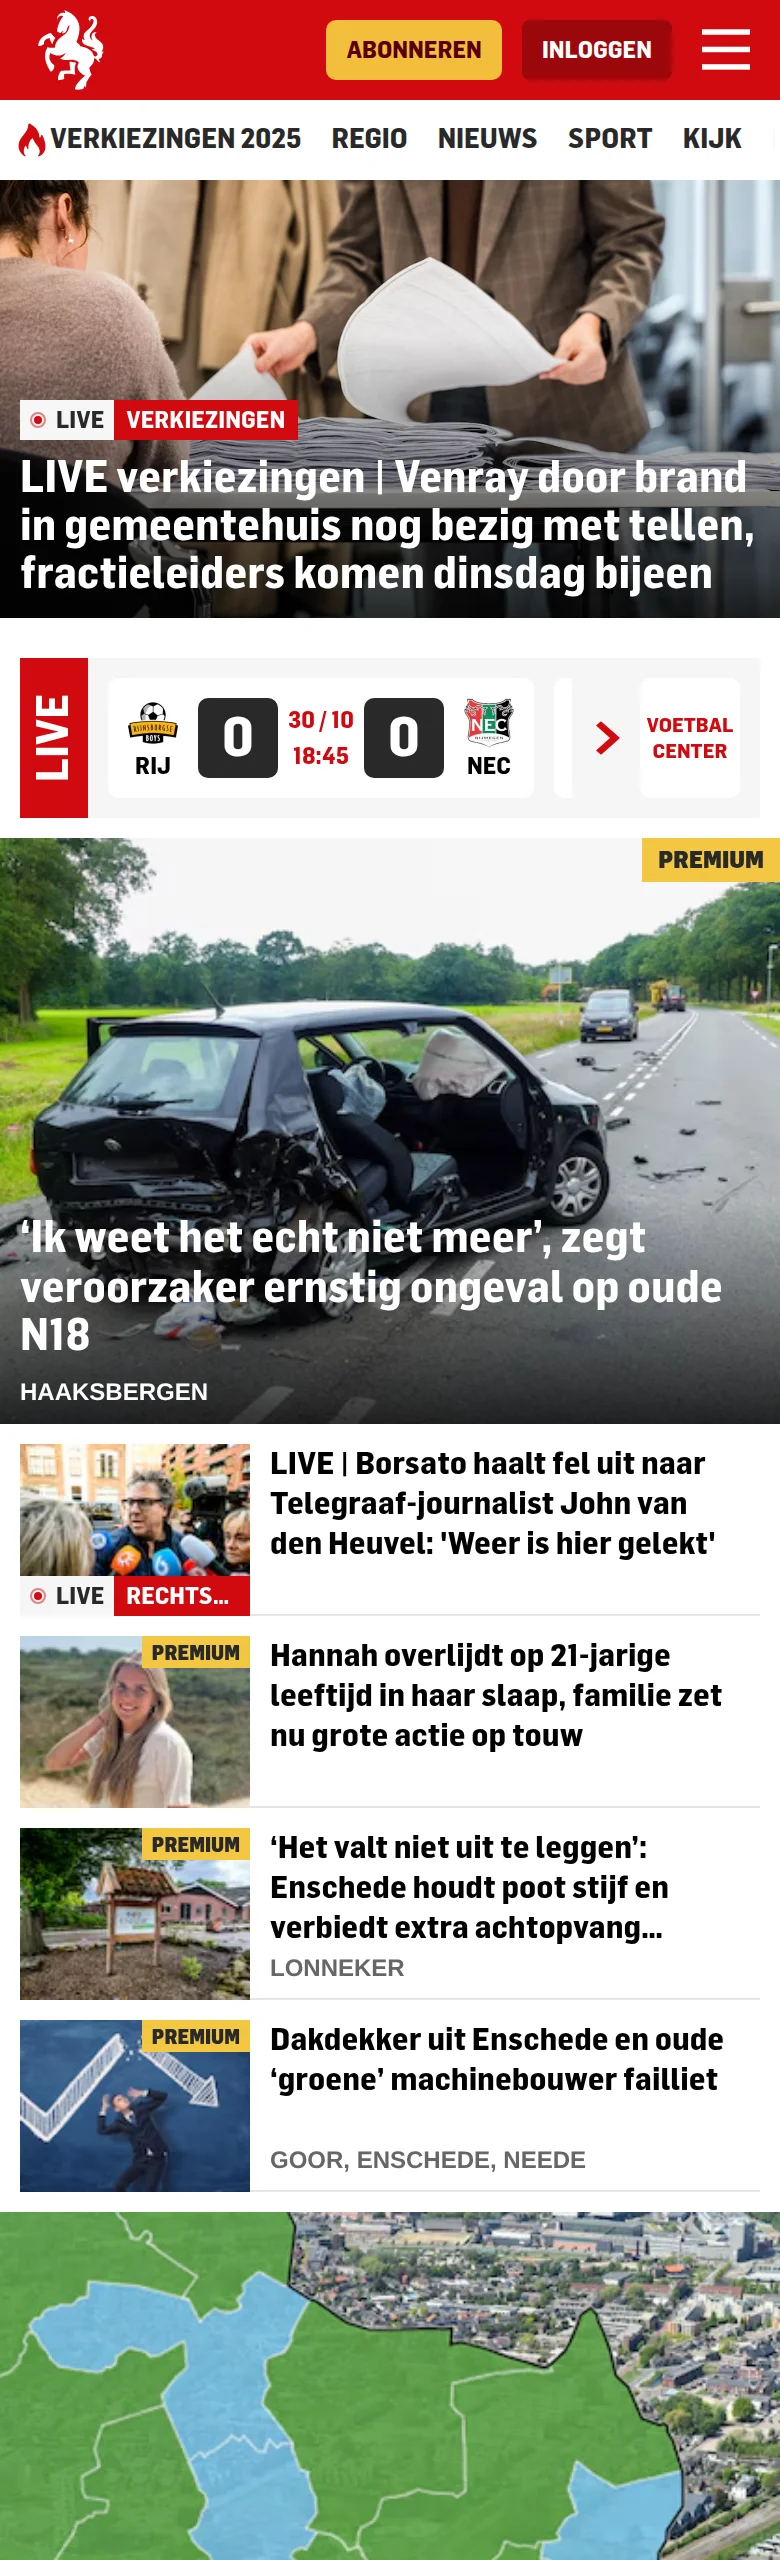 ABONNEREN
INLOGGEN
VERKIEZINGEN 2025 REGIO NIEUWS SPORT KIJK
LIVE VERKIEZINGEN
LIVE verkiezingen | Venray door brand
in gemeentehuis nog bezig met tellen,
fractieleiders komen dinsdag bijeen
LIVE
RIJNSBURGSE
BOYS
RIJ
0
30 / 10
18:45
0
NEC
NIJMEGEN
NEC
VOETBAL
CENTER
PREMIUM
‘Ik weet het echt niet meer’, zegt
veroorzaker ernstig ongeval op oude
N18
HAAKSBERGEN
LIVE | Borsato haalt fel uit naar
Telegraaf-journalist John van
den Heuvel: 'Weer is hier gelekt'
LIVE RECHTS...
PREMIUM
Hannah overlijdt op 21-jarige
leeftijd in haar slaap, familie zet
nu grote actie op touw
PREMIUM
‘Het valt niet uit te leggen’:
Enschede houdt poot stijf en
verbiedt extra achtopvang...
LONNEKER
PREMIUM
Dakdekker uit Enschede en oude
‘groene’ machinebouwer failliet
GOOR, ENSCHEDE, NEEDE